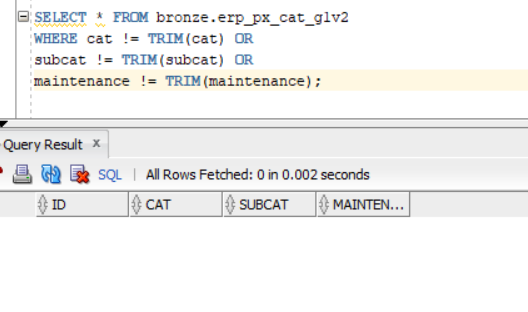 SELECT * FROM bronze.erp_px_cat_g1v2
WHERE cat != TRIM(cat) OR
subcat != TRIM(subcat) OR
maintenance != TRIM(maintenance);
Query Result x
SQL | All Rows Fetched: 0 in 0.002 seconds
ID CAT SUBCAT MAINTEN...